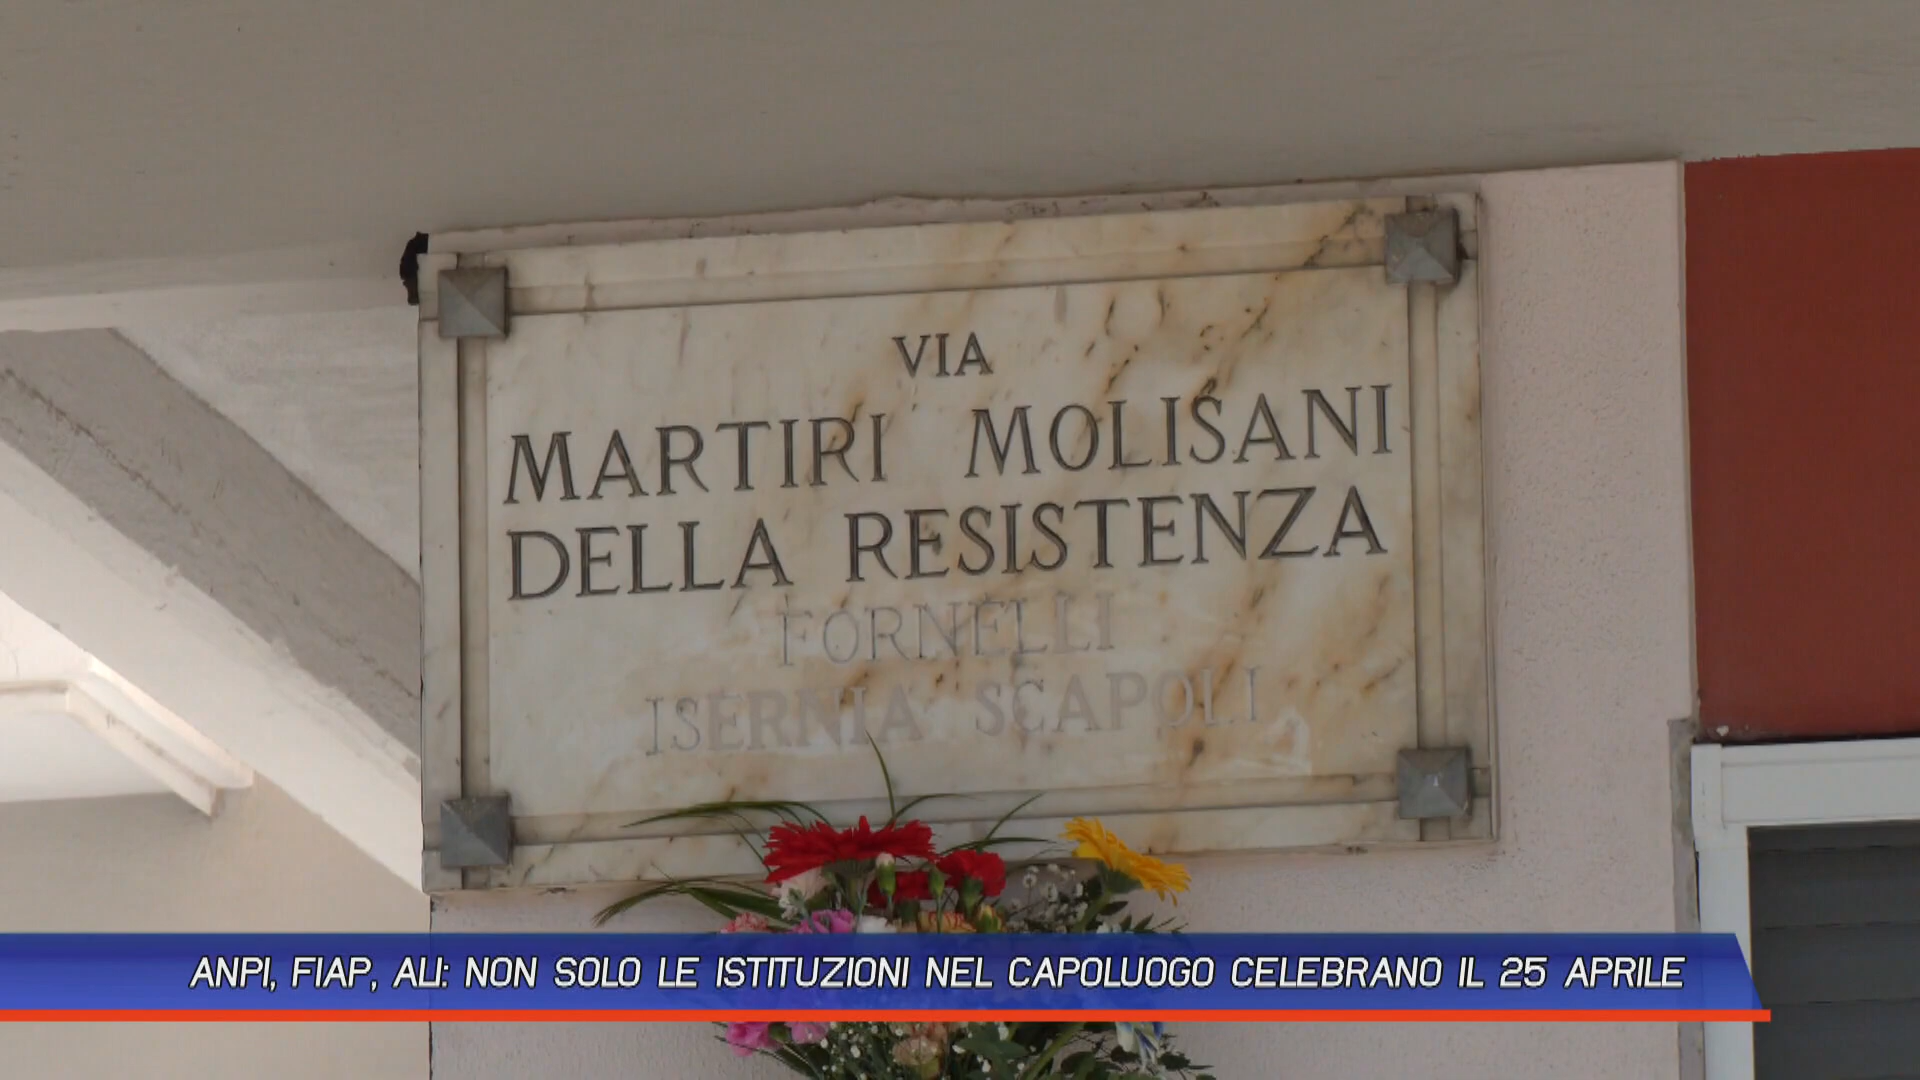 VIA
MARTIRI MOLISANI
DELLA RESISTENZA
FORNELLI
ISERNIA SCAPOLI
ANPI, FIAP, ALI: NON SOLO LE ISTITUZIONI NEL CAPOLUOGO CELEBRANO IL 25 APRILE